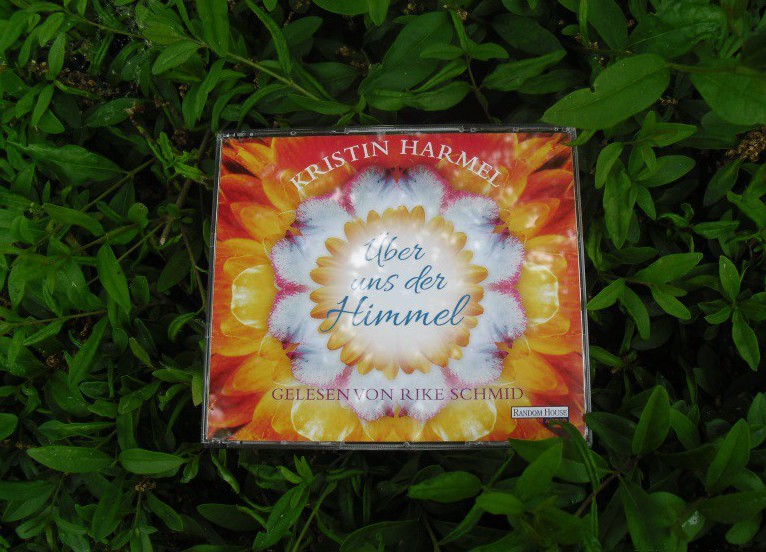 KRISTIN HARMEL
Über
uns der
Himmel
GELESEN VON RIKE SCHMID
RANDOM HOUSE